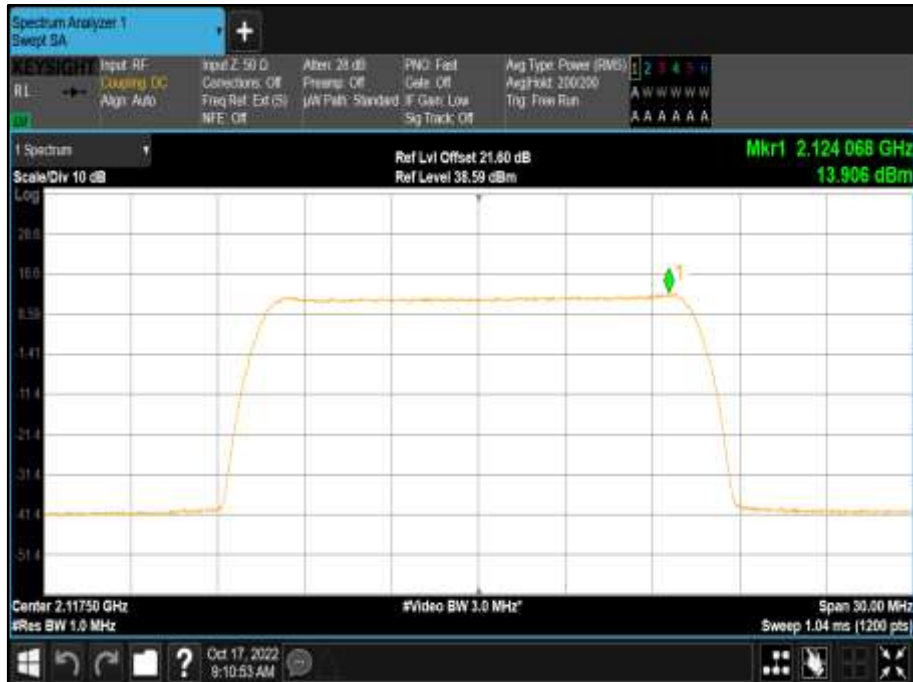 Spectrum Analyzer 1
Swept SA
+
KEYSIGHT
RL
Input: RF
Coupling: DC
Align: Auto
Input Z: 50 Ω
Corrections: Off
Freq Ref: Ext (S)
NFE: Off
Atten: 28 dB
Preamp: Off
µW Path: Standard
PNO: Fast
Gate: Off
IF Gain: Low
Sig Track: Off
Avg Type: Power (RMS)
Avg|Hold: 200/200
Trig: Free Run
1 2 3 4 5 6
A W W W W W
A A A A A A
1 Spectrum
Scale/Div 10 dB
Ref Lvl Offset 21.60 dB
Ref Level 38.59 dBm
Mkr1 2.124 068 GHz
13.906 dBm
Log
28.6
18.6
8.59
-1.41
-11.4
-21.4
-31.4
-41.4
-51.4
1
Center 2.11750 GHz
#Res BW 1.0 MHz
#Video BW 3.0 MHz*
Span 30.00 MHz
Sweep 1.04 ms (1200 pts)
?
Oct 17, 2022
9:10:53 AM